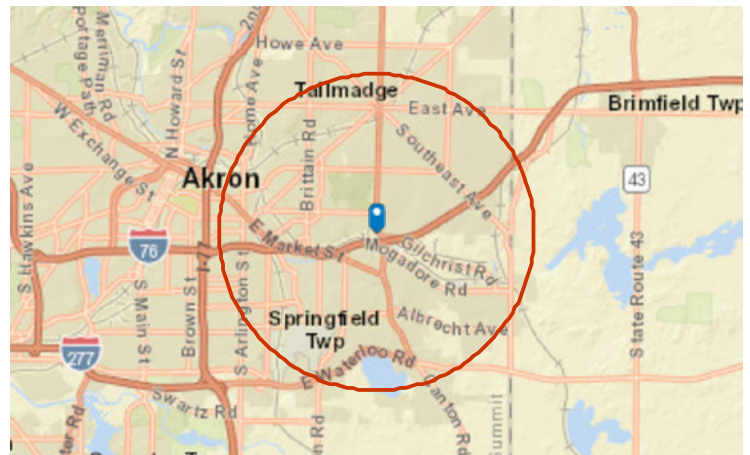 Howe Ave
2nd
Merriman Rd
Portage Path
N Howard St
Home Ave
Tallmadge
East Ave
Brimfield Twp
W Exchange St
Brittain Rd
Southeast Ave
Akron
43
S Hawkins Ave
E Market St
76
I-77
Gilchrist Rd
Mogadore Rd
State Route 43
S Main St
Brown St
S Arlington St
Springfield
Twp
Albrecht Ave
277
E Waterloo Rd
Canton Rd
Swartz Rd
Summit